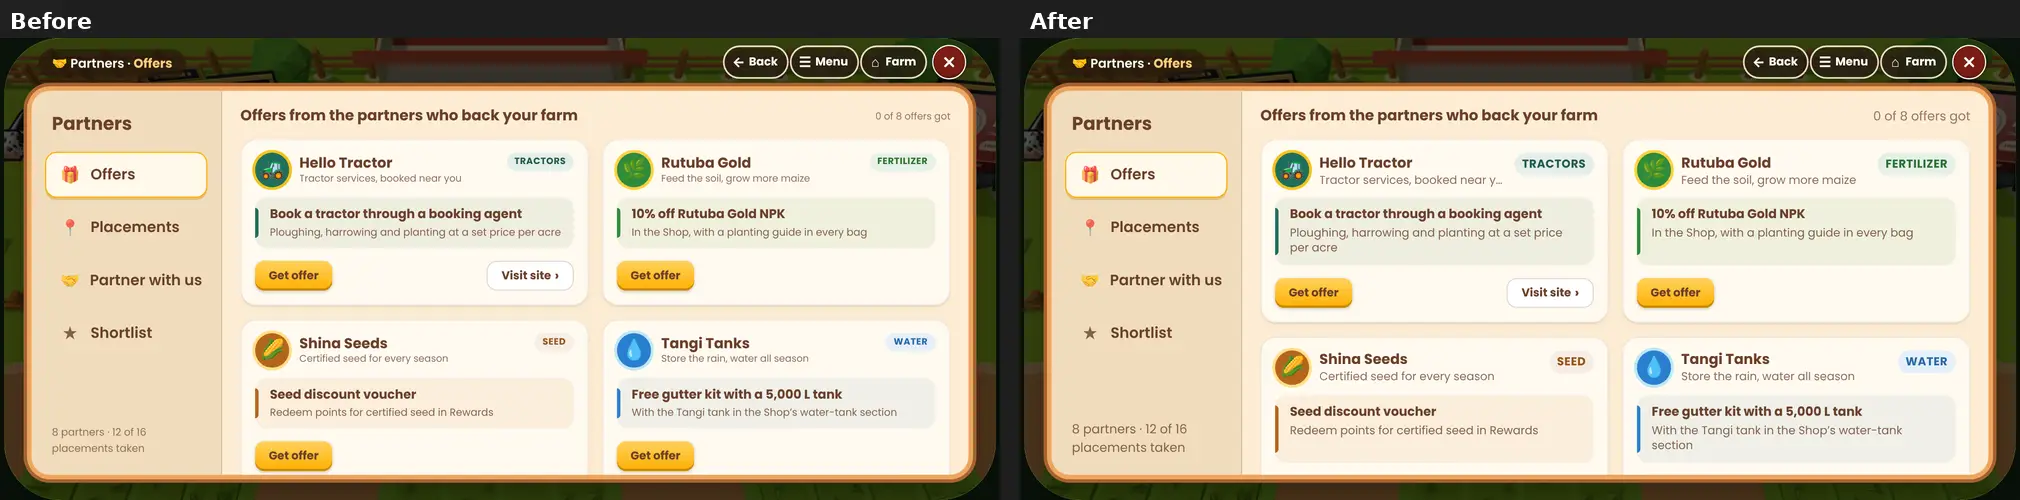 Before
🤝 Partners · Offers
← Back
☰ Menu
⌂ Farm
✕
Partners
🎁 Offers
📍 Placements
🤝 Partner with us
★ Shortlist
8 partners · 12 of 16
placements taken
Offers from the partners who back your farm
0 of 8 offers got
Hello Tractor
TRACTORS
Tractor services, booked near you
Book a tractor through a booking agent
Ploughing, harrowing and planting at a set price per acre
Get offer
Visit site ›
Rutuba Gold
FERTILIZER
Feed the soil, grow more maize
10% off Rutuba Gold NPK
In the Shop, with a planting guide in every bag
Get offer
Shina Seeds
SEED
Certified seed for every season
Seed discount voucher
Redeem points for certified seed in Rewards
Get offer
Tangi Tanks
WATER
Store the rain, water all season
Free gutter kit with a 5,000 L tank
With the Tangi tank in the Shop's water-tank section
Get offer
After
🤝 Partners · Offers
← Back
☰ Menu
⌂ Farm
✕
Partners
🎁 Offers
📍 Placements
🤝 Partner with us
★ Shortlist
8 partners · 12 of 16
placements taken
Offers from the partners who back your farm
0 of 8 offers got
Hello Tractor
TRACTORS
Tractor services, booked near y...
Book a tractor through a booking agent
Ploughing, harrowing and planting at a set price
per acre
Get offer
Visit site ›
Rutuba Gold
FERTILIZER
Feed the soil, grow more maize
10% off Rutuba Gold NPK
In the Shop, with a planting guide in every bag
Get offer
Shina Seeds
SEED
Certified seed for every season
Seed discount voucher
Redeem points for certified seed in Rewards
Tangi Tanks
WATER
Store the rain, water all season
Free gutter kit with a 5,000 L tank
With the Tangi tank in the Shop's water-tank
section